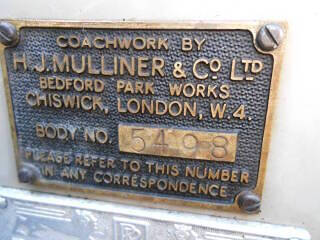 COACHWORK BY
H.J. MULLINER & CO. LTD
BEDFORD PARK WORKS
CHISWICK, LONDON, W.4.
BODY NO. 5498
PLEASE REFER TO THIS NUMBER
IN ANY CORRESPONDENCE